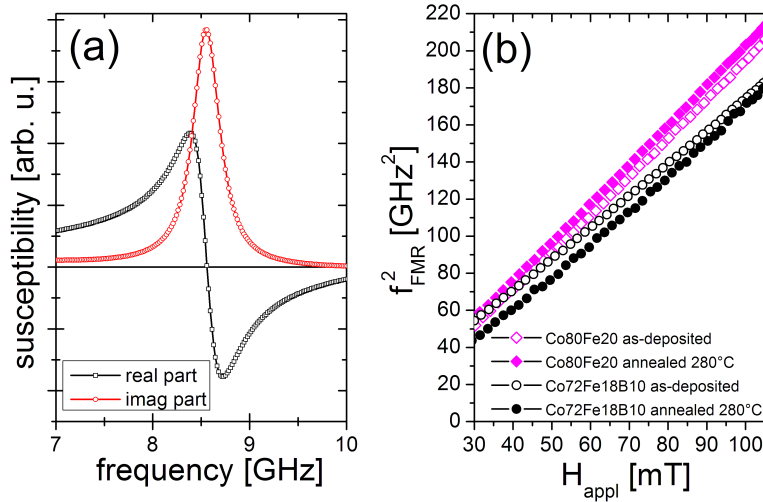 (a)
susceptibility [arb. u.]
real part
imag part
7 8 9 10
frequency [GHz]
(b)
f²FMR [GHz²]
220
200
180
160
140
120
100
80
60
40
20
0
Co80Fe20 as-deposited
Co80Fe20 annealed 280°C
Co72Fe18B10 as-deposited
Co72Fe18B10 annealed 280°C
30 40 50 60 70 80 90 100
Happl [mT]